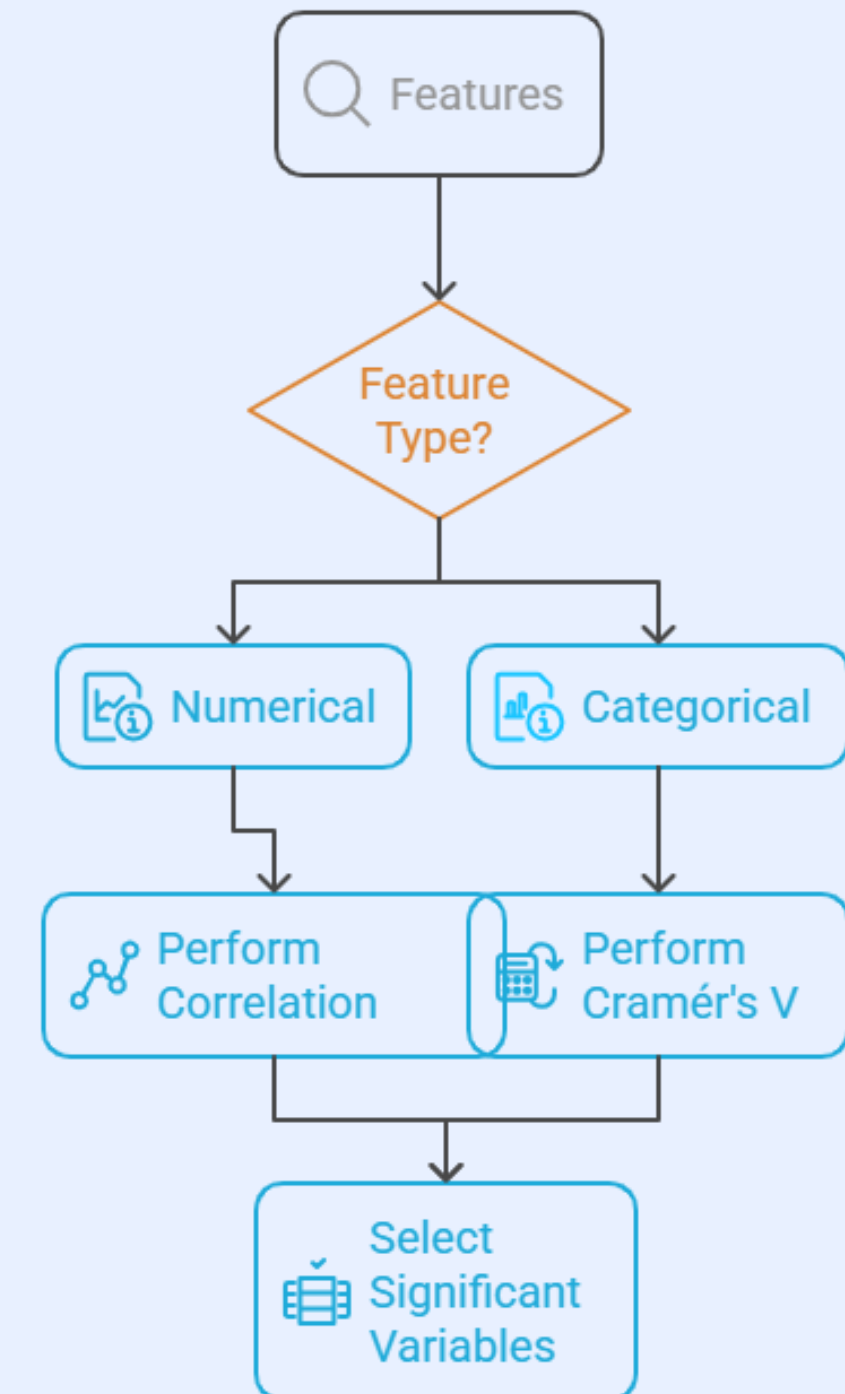 Features
Feature
Type?
Numerical
Categorical
Perform
Correlation
Perform
Cramér's V
Select
Significant
Variables